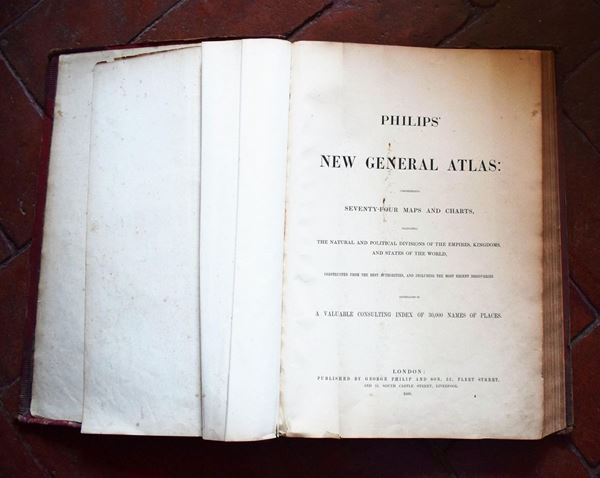 PHILIPS'
NEW GENERAL ATLAS:
COMPRISING
SEVENTY-FOUR MAPS AND CHARTS,
THE NATURAL AND POLITICAL DIVISIONS OF THE EMPIRES, KINGDOMS,
AND STATES OF THE WORLD,
CONSTRUCTED FROM THE BEST AUTHORITIES, AND INCLUDING THE MOST RECENT DISCOVERIES.
A VALUABLE CONSULTING INDEX OF 30,000 NAMES OF PLACES.
LONDON:
PUBLISHED BY GEORGE PHILIP AND SON, 32, FLEET STREET,
AND SOUTH CASTLE STREET, LIVERPOOL.